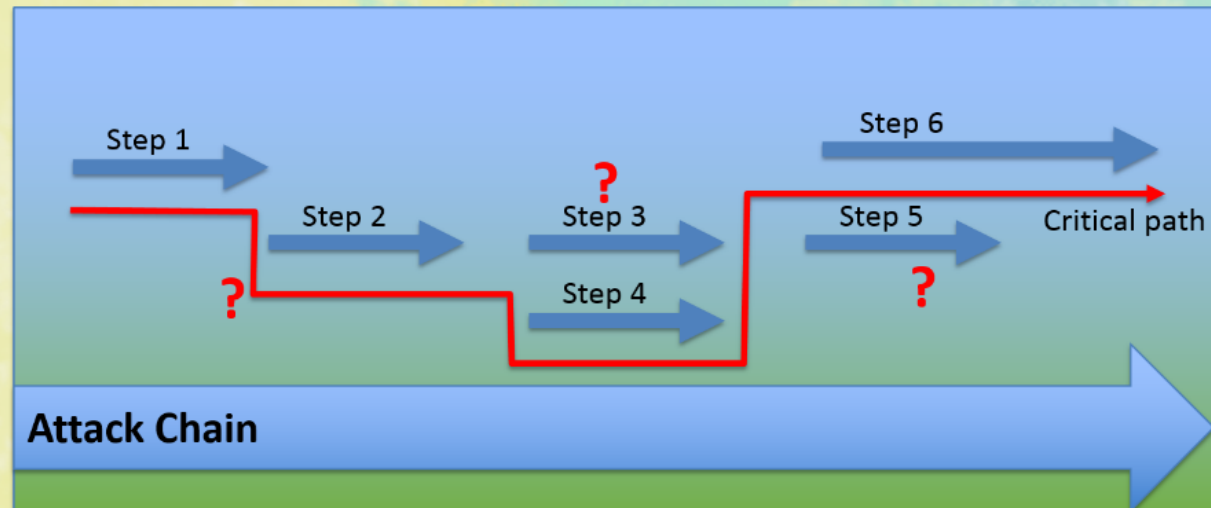 Step 1
Step 6
?
Step 2
Step 3
Step 5
Critical path
?
?
Step 4
Attack Chain